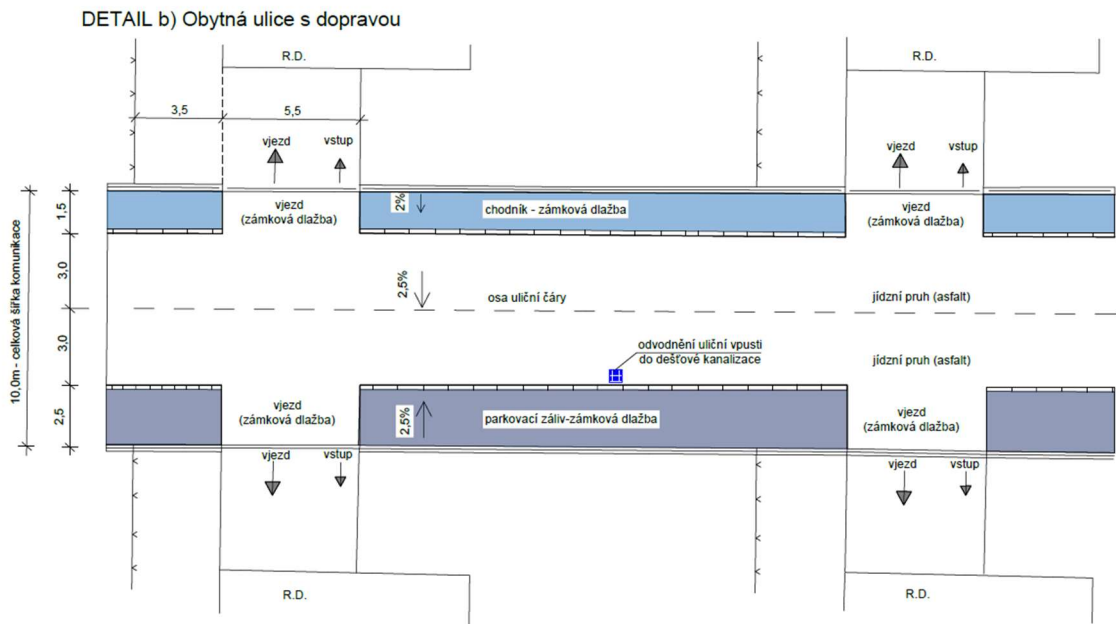 DETAIL b) Obytná ulice s dopravou
R.D.
R.D.
3,5
5,5
vjezd
vstup
vjezd
vstup
10,0m - celková šířka komunikace
1,5
3,0
3,0
2,5
vjezd
(zámková dlažba)
2%
chodník - zámková dlažba
vjezd
(zámková dlažba)
2,5%
osa uliční čáry
jídzní pruh (asfalt)
odvodnění uliční vpusti
do dešťové kanalizace
jídzní pruh (asfalt)
vjezd
(zámková dlažba)
2,5%
parkovací záliv-zámková dlažba
vjezd
(zámková dlažba)
vjezd
vstup
vjezd
vstup
R.D.
R.D.